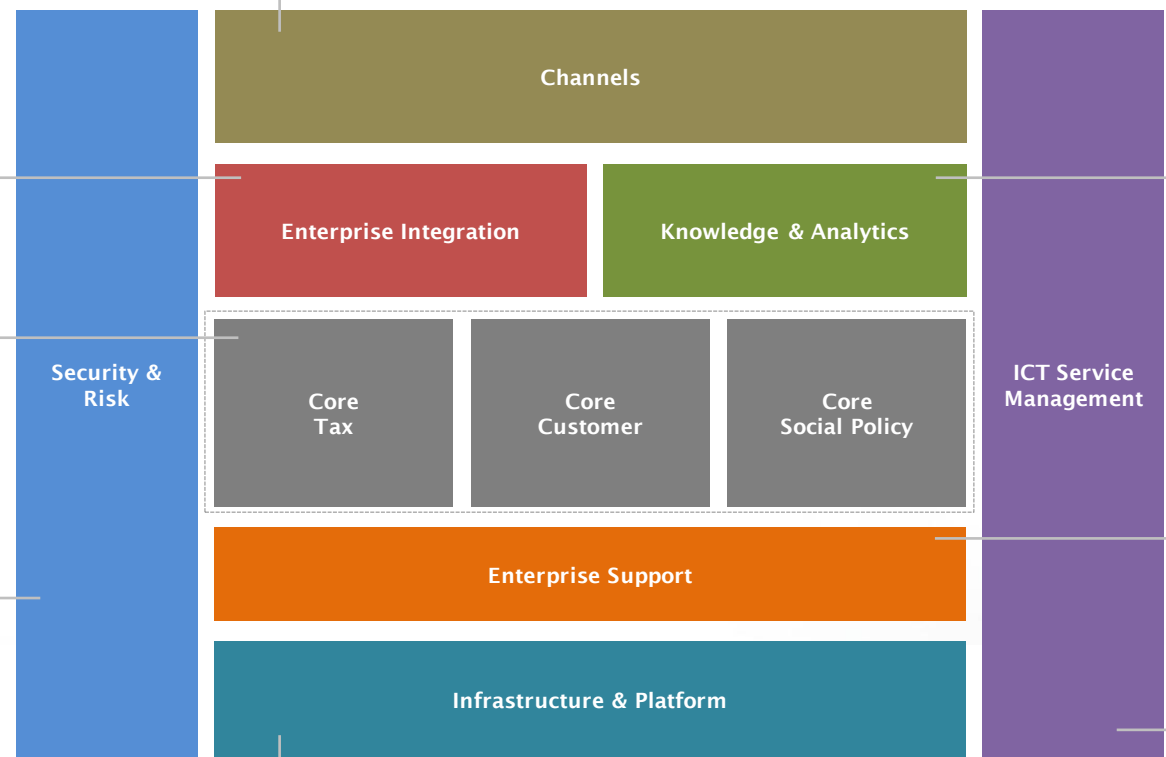 Channels
Enterprise Integration
Knowledge & Analytics
Security &
Risk
Core
Tax
Core
Customer
Core
Social Policy
ICT Service
Management
Enterprise Support
Infrastructure & Platform